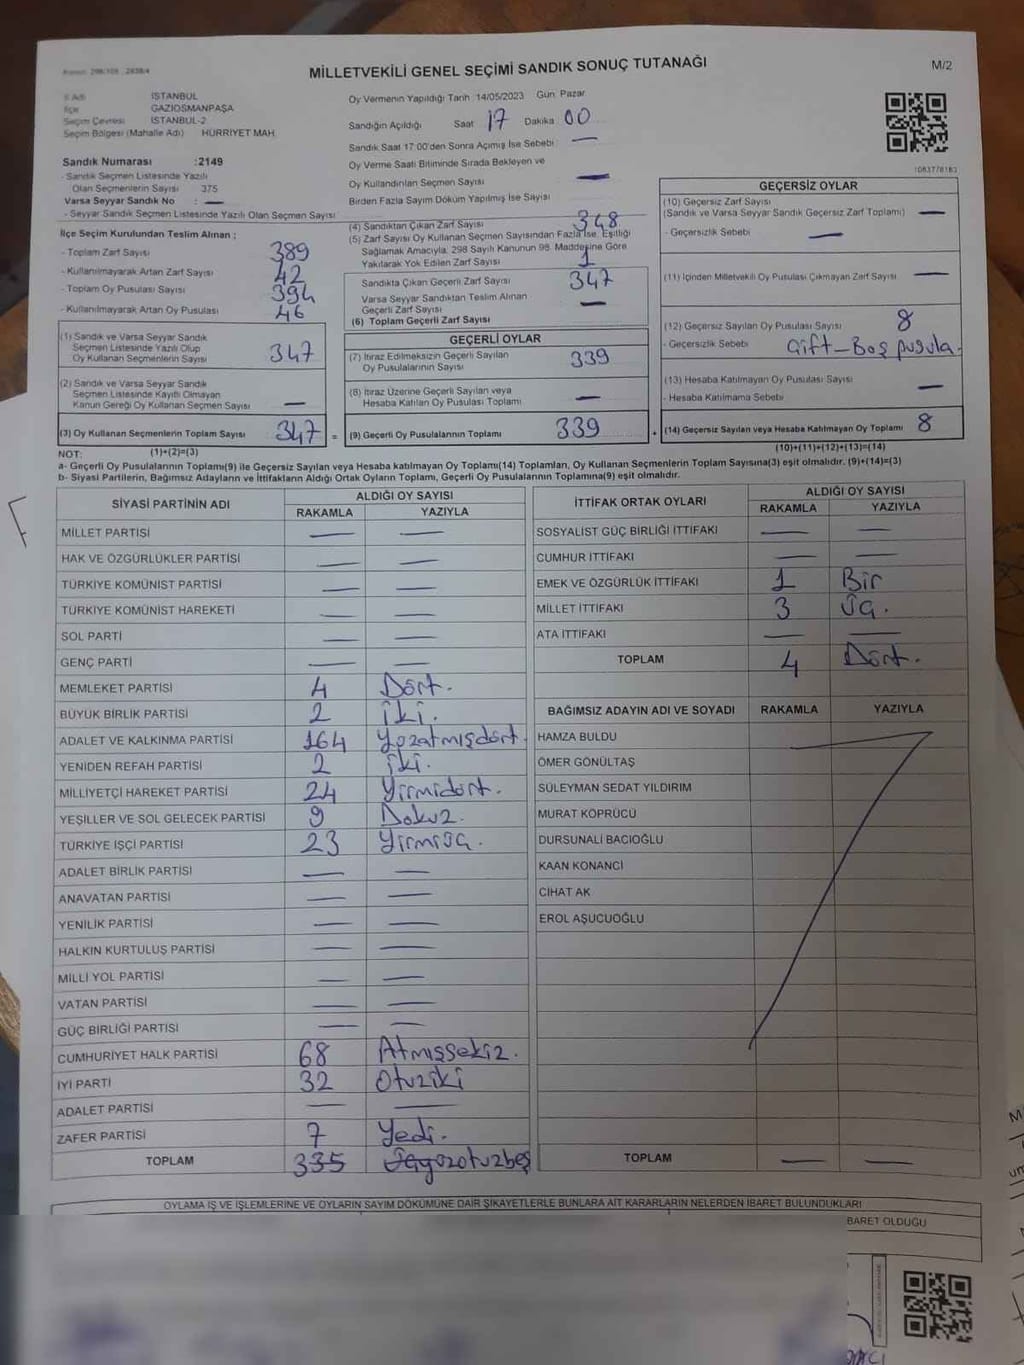 MİLLETVEKİLİ GENEL SEÇİMİ SANDIK SONUÇ TUTANAĞI
M/2
İl Adı İSTANBUL
İlçe GAZİOSMANPAŞA
Seçim Çevresi İSTANBUL-2
Seçim Bölgesi (Mahalle Adı) HÜRRİYET MAH.
Sandık Numarası :2149
- Sandık Seçmen Listesinde Yazılı
Olan Seçmenlerin Sayısı 375
Varsa Seyyar Sandık No : —
- Seyyar Sandık Seçmen Listesinde Yazılı Olan Seçmen Sayısı
İlçe Seçim Kurulundan Teslim Alınan ;
- Toplam Zarf Sayısı 389
- Kullanılmayarak Artan Zarf Sayısı 42
- Toplam Oy Pusulası Sayısı 394
- Kullanılmayarak Artan Oy Pusulası 46
(1) Sandık ve Varsa Seyyar Sandık
Seçmen Listesinde Yazılı Olup
Oy Kullanan Seçmenlerin Sayısı 347
(2) Sandık ve Varsa Seyyar Sandık
Seçmen Listesinde Kayıtlı Olmayan
Kanun Gereği Oy Kullanan Seçmen Sayısı —
(3) Oy Kullanan Seçmenlerin Toplam Sayısı 347 =
(1)+(2)=(3)
Oy Vermenin Yapıldığı Tarih 14/05/2023 Gün: Pazar
Sandığın Açıldığı Saat 17 Dakika 00
Sandık Saat 17:00'den Sonra Açılmış İse Sebebi —
Oy Verme Saati Bitiminde Sırada Bekleyen ve
Oy Kullandırılan Seçmen Sayısı —
Birden Fazla Sayım Döküm Yapılmış İse Sayısı
(4) Sandıktan Çıkan Zarf Sayısı 348
(5) Zarf Sayısı Oy Kullanan Seçmen Sayısından Fazla İse, Eşitliği
Sağlamak Amacıyla, 298 Sayılı Kanunun 98. Maddesine Göre
Yakılarak Yok Edilen Zarf Sayısı 1
Sandıkta Çıkan Geçerli Zarf Sayısı 347
Varsa Seyyar Sandıktan Teslim Alınan
Geçerli Zarf Sayısı —
(6) Toplam Geçerli Zarf Sayısı
GEÇERLİ OYLAR
(7) İtiraz Edilmeksizin Geçerli Sayılan
Oy Pusulalarının Sayısı 339
(8) İtiraz Üzerine Geçerli Sayılan veya
Hesaba Katılan Oy Pusulası Toplamı —
(9) Geçerli Oy Pusulalarının Toplamı 339 +
GEÇERSİZ OYLAR
(10) Geçersiz Zarf Sayısı
(Sandık ve Varsa Seyyar Sandık Geçersiz Zarf Toplamı) —
- Geçersizlik Sebebi —
(11) İçinden Milletvekili Oy Pusulası Çıkmayan Zarf Sayısı —
(12) Geçersiz Sayılan Oy Pusulası Sayısı 8
- Geçersizlik Sebebi Çift-Boş pusula.
(13) Hesaba Katılmayan Oy Pusulası Sayısı —
- Hesaba Katılmama Sebebi
(14) Geçersiz Sayılan veya Hesaba Katılmayan Oy Toplamı 8
(10)+(11)+(12)+(13)=(14)
NOT:
a- Geçerli Oy Pusulalarının Toplamı(9) ile Geçersiz Sayılan veya Hesaba katılmayan Oy Toplamı(14) Toplamları, Oy Kullanan Seçmenlerin Toplam Sayısına(3) eşit olmalıdır. (9)+(14)=(3)
b- Siyasi Partilerin, Bağımsız Adayların ve İttifakların Aldığı Ortak Oyların Toplamı, Geçerli Oy Pusulalarının Toplamına(9) eşit olmalıdır.
SİYASİ PARTİNİN ADI ALDIĞI OY SAYISI
RAKAMLA YAZIYLA
MİLLET PARTİSİ — —
HAK VE ÖZGÜRLÜKLER PARTİSİ — —
TÜRKİYE KOMÜNİST PARTİSİ — —
TÜRKİYE KOMÜNİST HAREKETİ — —
SOL PARTİ — —
GENÇ PARTİ — —
MEMLEKET PARTİSİ 4 Dört.
BÜYÜK BİRLİK PARTİSİ 2 İki.
ADALET VE KALKINMA PARTİSİ 164 Yüzatmışdört.
YENİDEN REFAH PARTİSİ 2 İki.
MİLLİYETÇİ HAREKET PARTİSİ 24 Yirmidört.
YEŞİLLER VE SOL GELECEK PARTİSİ 9 Dokuz.
TÜRKİYE İŞÇİ PARTİSİ 23 Yirmiüç.
ADALET BİRLİK PARTİSİ — —
ANAVATAN PARTİSİ — —
YENİLİK PARTİSİ — —
HALKIN KURTULUŞ PARTİSİ — —
MİLLİ YOL PARTİSİ — —
VATAN PARTİSİ — —
GÜÇ BİRLİĞİ PARTİSİ — —
CUMHURİYET HALK PARTİSİ 68 Atmışsekiz.
İYİ PARTİ 32 Otuziki
ADALET PARTİSİ — —
ZAFER PARTİSİ 7 Yedi.
TOPLAM 335 Üçyüzotuzbeş
İTTİFAK ORTAK OYLARI ALDIĞI OY SAYISI
RAKAMLA YAZIYLA
SOSYALİST GÜÇ BİRLİĞİ İTTİFAKI — —
CUMHUR İTTİFAKI — —
EMEK VE ÖZGÜRLÜK İTTİFAKI 1 Bir
MİLLET İTTİFAKI 3 Üç.
ATA İTTİFAKI — —
TOPLAM 4 Dört.
BAĞIMSIZ ADAYIN ADI VE SOYADI RAKAMLA YAZIYLA
HAMZA BULDU
ÖMER GÖNÜLTAŞ
SÜLEYMAN SEDAT YILDIRIM
MURAT KÖPRÜCÜ
DURSUNALİ BACIOĞLU
KAAN KONANCİ
CİHAT AK
EROL AŞUCUOĞLU
TOPLAM — —
OYLAMA İŞ VE İŞLEMLERİNE VE OYLARIN SAYIM DÖKÜMÜNE DAİR ŞİKAYETLERLE BUNLARA AİT KARARLARIN NELERDEN İBARET BULUNDUKLARI
BARET OLDUĞU